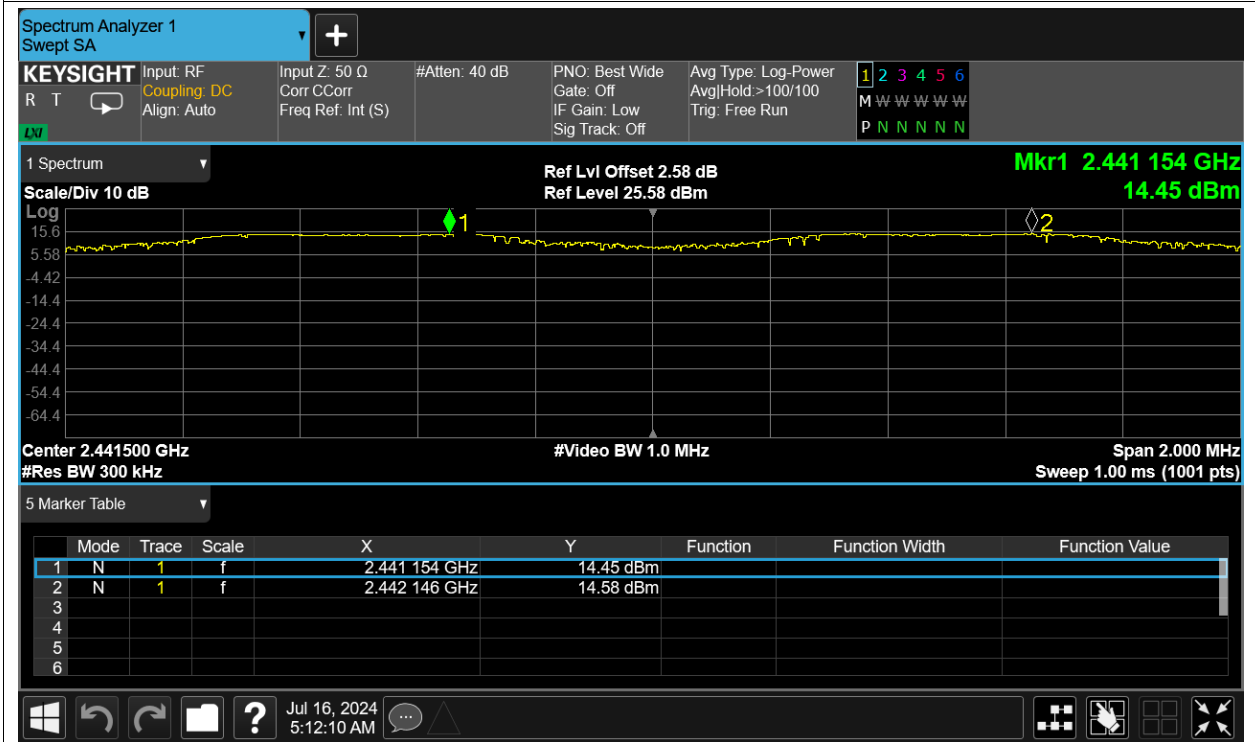 Spectrum Analyzer 1
Swept SA
+
KEYSIGHT
R T
LXI
Input: RF
Coupling: DC
Align: Auto
Input Z: 50 Ω
Corr CCorr
Freq Ref: Int (S)
#Atten: 40 dB
PNO: Best Wide
Gate: Off
IF Gain: Low
Sig Track: Off
Avg Type: Log-Power
Avg|Hold:>100/100
Trig: Free Run
1 2 3 4 5 6
M W W W W W
P N N N N N
1 Spectrum
Scale/Div 10 dB
Ref Lvl Offset 2.58 dB
Ref Level 25.58 dBm
Mkr1 2.441 154 GHz
14.45 dBm
Log
15.6
5.58
-4.42
-14.4
-24.4
-34.4
-44.4
-54.4
-64.4
1
2
Center 2.441500 GHz
#Res BW 300 kHz
#Video BW 1.0 MHz
Span 2.000 MHz
Sweep 1.00 ms (1001 pts)
5 Marker Table
Mode Trace Scale X Y Function Function Width Function Value
1 N 1 f 2.441 154 GHz 14.45 dBm
2 N 1 f 2.442 146 GHz 14.58 dBm
3
4
5
6
?
Jul 16, 2024
5:12:10 AM